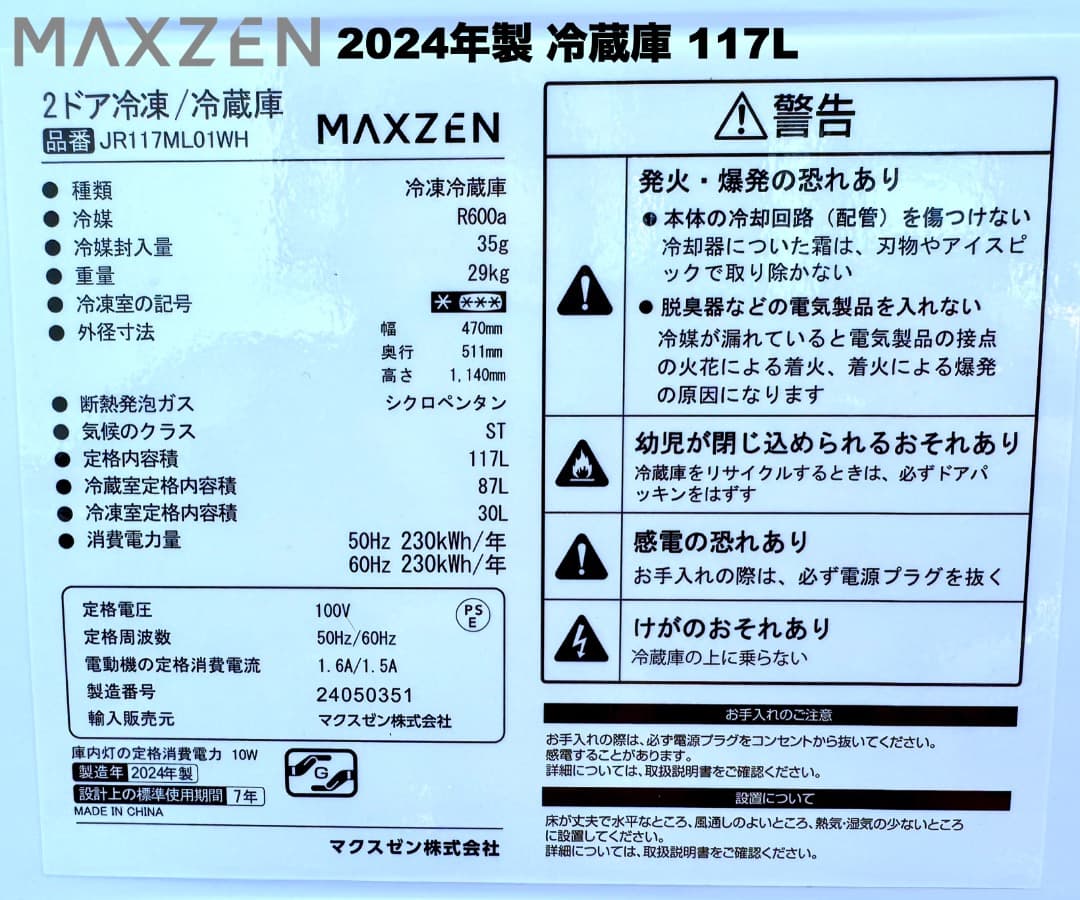 MAXZEN 2024年製 冷蔵庫 117L
2ドア冷凍/冷蔵庫
品番 JR117ML01WH
MAXZEN
● 種類 冷凍冷蔵庫
● 冷媒 R600a
● 冷媒封入量 35g
● 重量 29kg
● 冷凍室の記号 * ***
● 外径寸法 幅 470mm
奥行 511mm
高さ 1,140mm
● 断熱発泡ガス シクロペンタン
● 気候のクラス ST
● 定格内容積 117L
● 冷蔵室定格内容積 87L
● 冷凍室定格内容積 30L
● 消費電力量 50Hz 230kWh/年
60Hz 230kWh/年
定格電圧 100V
PS
E
定格周波数 50Hz/60Hz
電動機の定格消費電流 1.6A/1.5A
製造番号 24050351
輸入販売元 マクスゼン株式会社
庫内灯の定格消費電力 10W
製造年 2024年製
設計上の標準使用期間 7年
MADE IN CHINA
G
マクスゼン株式会社
警告
発火・爆発の恐れあり
● 本体の冷却回路（配管）を傷つけない
冷却器についた霜は、刃物やアイスピ
ックで取り除かない
● 脱臭器などの電気製品を入れない
冷媒が漏れていると電気製品の接点
の火花による着火、着火による爆発
の原因になります
幼児が閉じ込められるおそれあり
冷蔵庫をリサイクルするときは、必ずドアパ
ッキンをはずす
感電の恐れあり
お手入れの際は、必ず電源プラグを抜く
けがのおそれあり
冷蔵庫の上に乗らない
お手入れのご注意
お手入れの際は、必ず電源プラグをコンセントから抜いてください。
感電することがあります。
詳細については、取扱説明書をご確認ください。
設置について
床が丈夫で水平なところ、風通しのよいところ、熱気・湿気の少ないところ
に設置してください。
詳細については、取扱説明書をご確認ください。